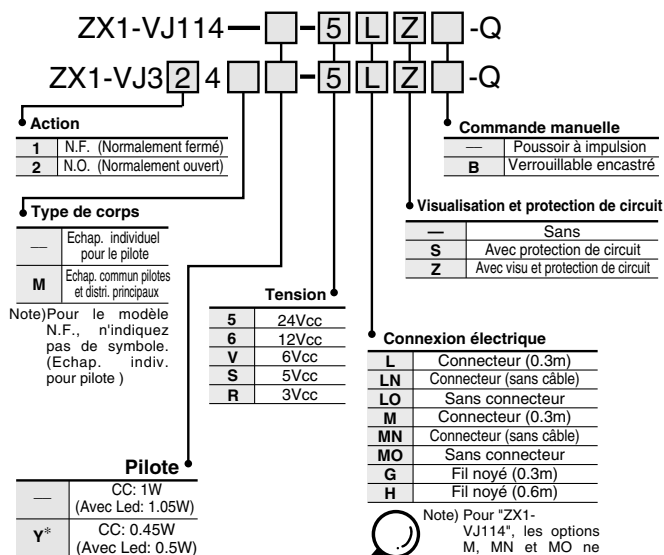 ZX1-VJ114— -5 L Z -Q
ZX1-VJ3 2 4 -5 L Z -Q
Action
1 N.F. (Normalement fermé)
2 N.O. (Normalement ouvert)
Commande manuelle
— Poussoir à impulsion
B Verrouillable encastré
Type de corps
— Echap. individuel
pour le pilote
M Echap. commun pilotes
et distri. principaux
Note)Pour le modèle
N.F., n'indiquez
pas de symbole.
(Echap. indiv.
pour pilote )
Visualisation et protection de circuit
— Sans
S Avec protection de circuit
Z Avec visu et protection de circuit
Tension
5 24Vcc
6 12Vcc
V 6Vcc
S 5Vcc
R 3Vcc
Connexion électrique
L Connecteur (0.3m)
LN Connecteur (sans câble)
LO Sans connecteur
M Connecteur (0.3m)
MN Connecteur (sans câble)
MO Sans connecteur
G Fil noyé (0.3m)
H Fil noyé (0.6m)
Pilote
— CC: 1W
(Avec Led: 1.05W)
Y* CC: 0.45W
(Avec Led: 0.5W)
Note) Pour "ZX1-
VJ114", les options
M, MN et MO ne